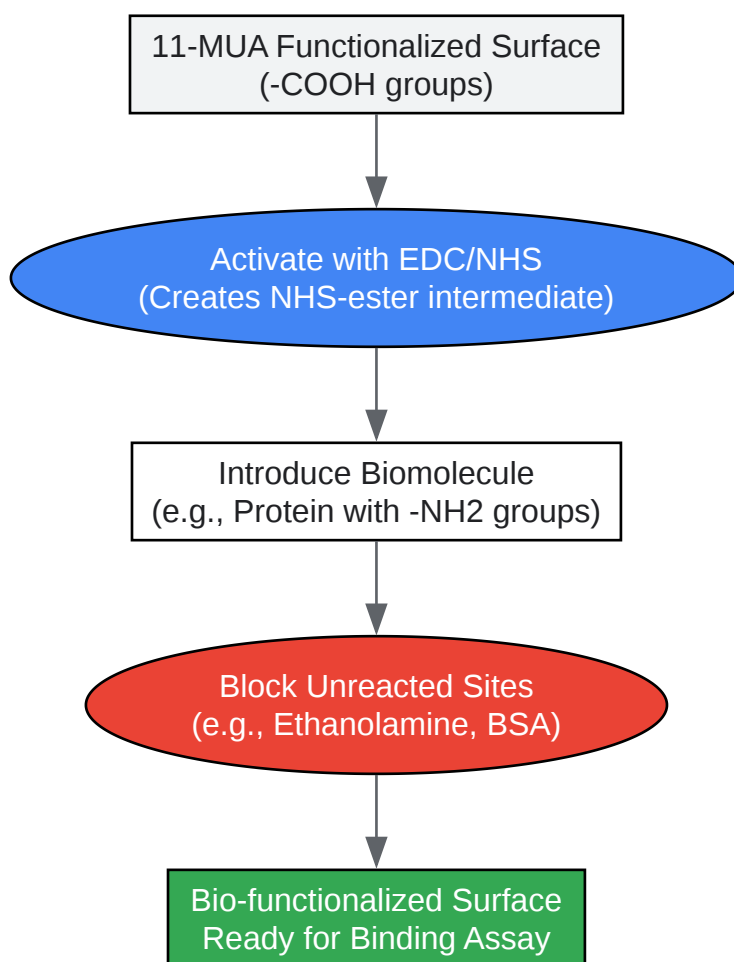 11-MUA Functionalized Surface
(-COOH groups)
Activate with EDC/NHS
(Creates NHS-ester intermediate)
Introduce Biomolecule
(e.g., Protein with -NH2 groups)
Block Unreacted Sites
(e.g., Ethanolamine, BSA)
Bio-functionalized Surface
Ready for Binding Assay